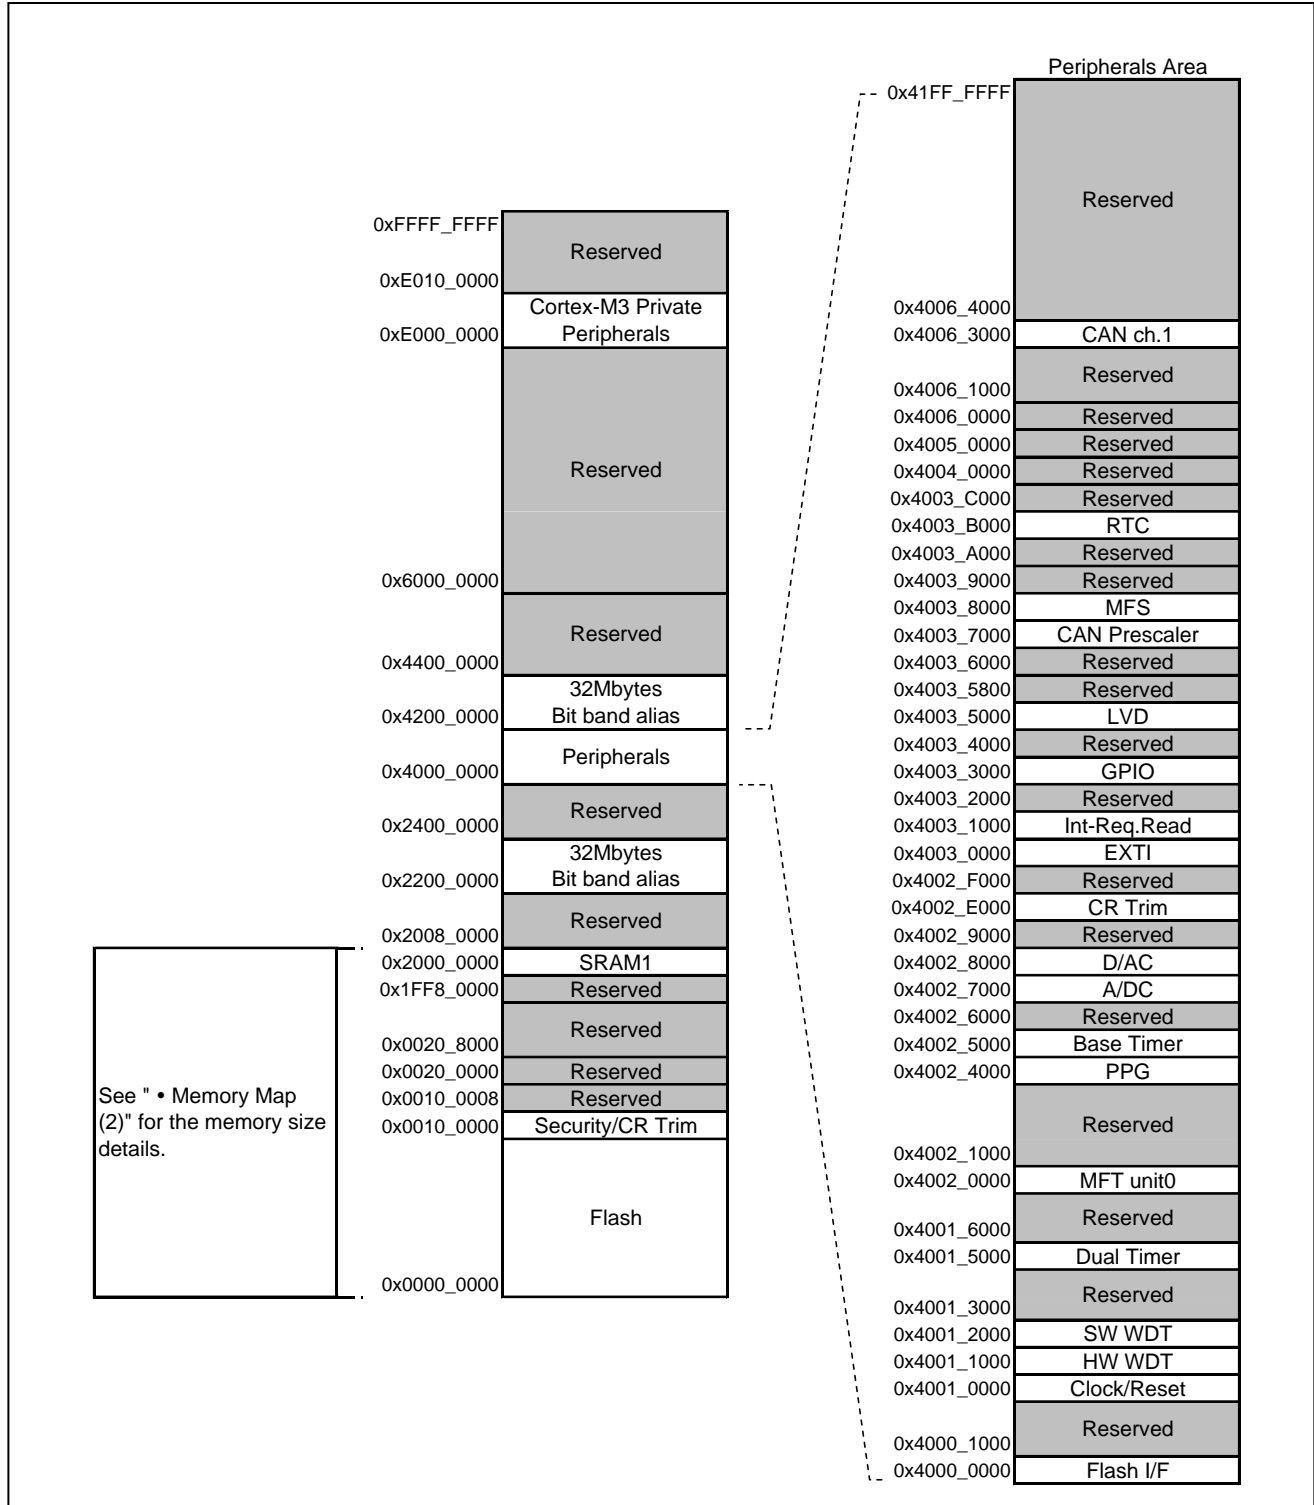 Peripherals Area
0x41FF_FFFF
Reserved
0x4006_4000
0x4006_3000 CAN ch.1
Reserved
0x4006_1000
0x4006_0000 Reserved
0x4005_0000 Reserved
0x4004_0000 Reserved
0x4003_C000 Reserved
0x4003_B000 RTC
0x4003_A000 Reserved
0x4003_9000 Reserved
0x4003_8000 MFS
0x4003_7000 CAN Prescaler
0x4003_6000 Reserved
0x4003_5800 Reserved
0x4003_5000 LVD
0x4003_4000 Reserved
0x4003_3000 GPIO
0x4003_2000 Reserved
0x4003_1000 Int-Req.Read
0x4003_0000 EXTI
0x4002_F000 Reserved
0x4002_E000 CR Trim
0x4002_9000 Reserved
0x4002_8000 D/AC
0x4002_7000 A/DC
0x4002_6000 Reserved
0x4002_5000 Base Timer
0x4002_4000 PPG
Reserved
0x4002_1000
0x4002_0000 MFT unit0
Reserved
0x4001_6000
0x4001_5000 Dual Timer
Reserved
0x4001_3000
0x4001_2000 SW WDT
0x4001_1000 HW WDT
0x4001_0000 Clock/Reset
Reserved
0x4000_1000
0x4000_0000 Flash I/F
0xFFFF_FFFF
Reserved
0xE010_0000
Cortex-M3 Private
0xE000_0000 Peripherals
Reserved
0x6000_0000
Reserved
0x4400_0000
32Mbytes
0x4200_0000 Bit band alias
Peripherals
0x4000_0000
Reserved
0x2400_0000
32Mbytes
0x2200_0000 Bit band alias
Reserved
0x2008_0000
0x2000_0000 SRAM1
0x1FF8_0000 Reserved
Reserved
0x0020_8000
0x0020_0000 Reserved
0x0010_0008 Reserved
0x0010_0000 Security/CR Trim
Flash
0x0000_0000
See " • Memory Map
(2)" for the memory size
details.